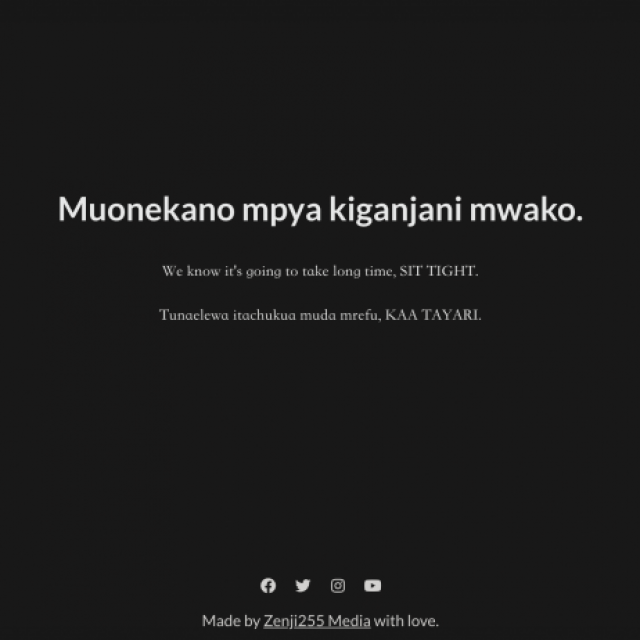 Muonekano mpya kiganjani mwako.
We know it's going to take long time, SIT TIGHT.
Tunaelewa itachukua muda mrefu, KAA TAYARI.
Made by Zenji255 Media with love.